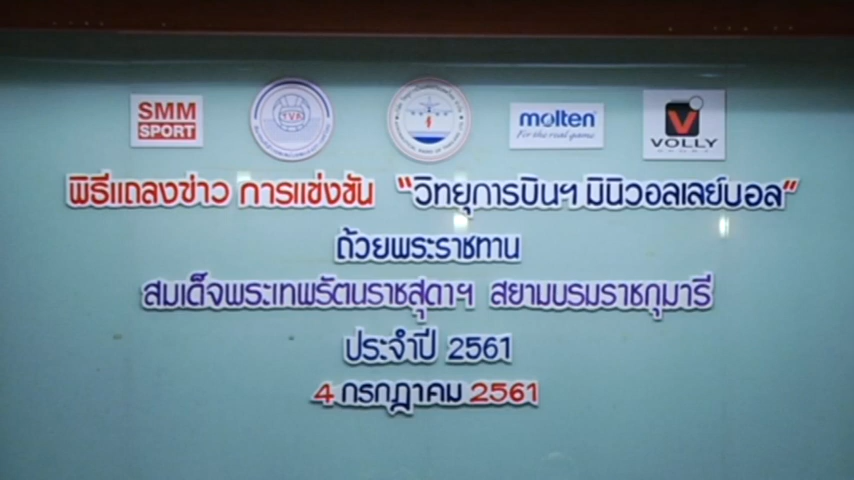 SMM
SPORT
TVA
molten
For the real game
VOLLY
SPORT
พิธีแถลงข่าว การแข่งขัน "วิทยุการบินฯ มินิวอลเลย์บอล"
ถ้วยพระราชทาน
สมเด็จพระเทพรัตนราชสุดาฯ สยามบรมราชกุมารี
ประจำปี 2561
4 กรกฎาคม 2561